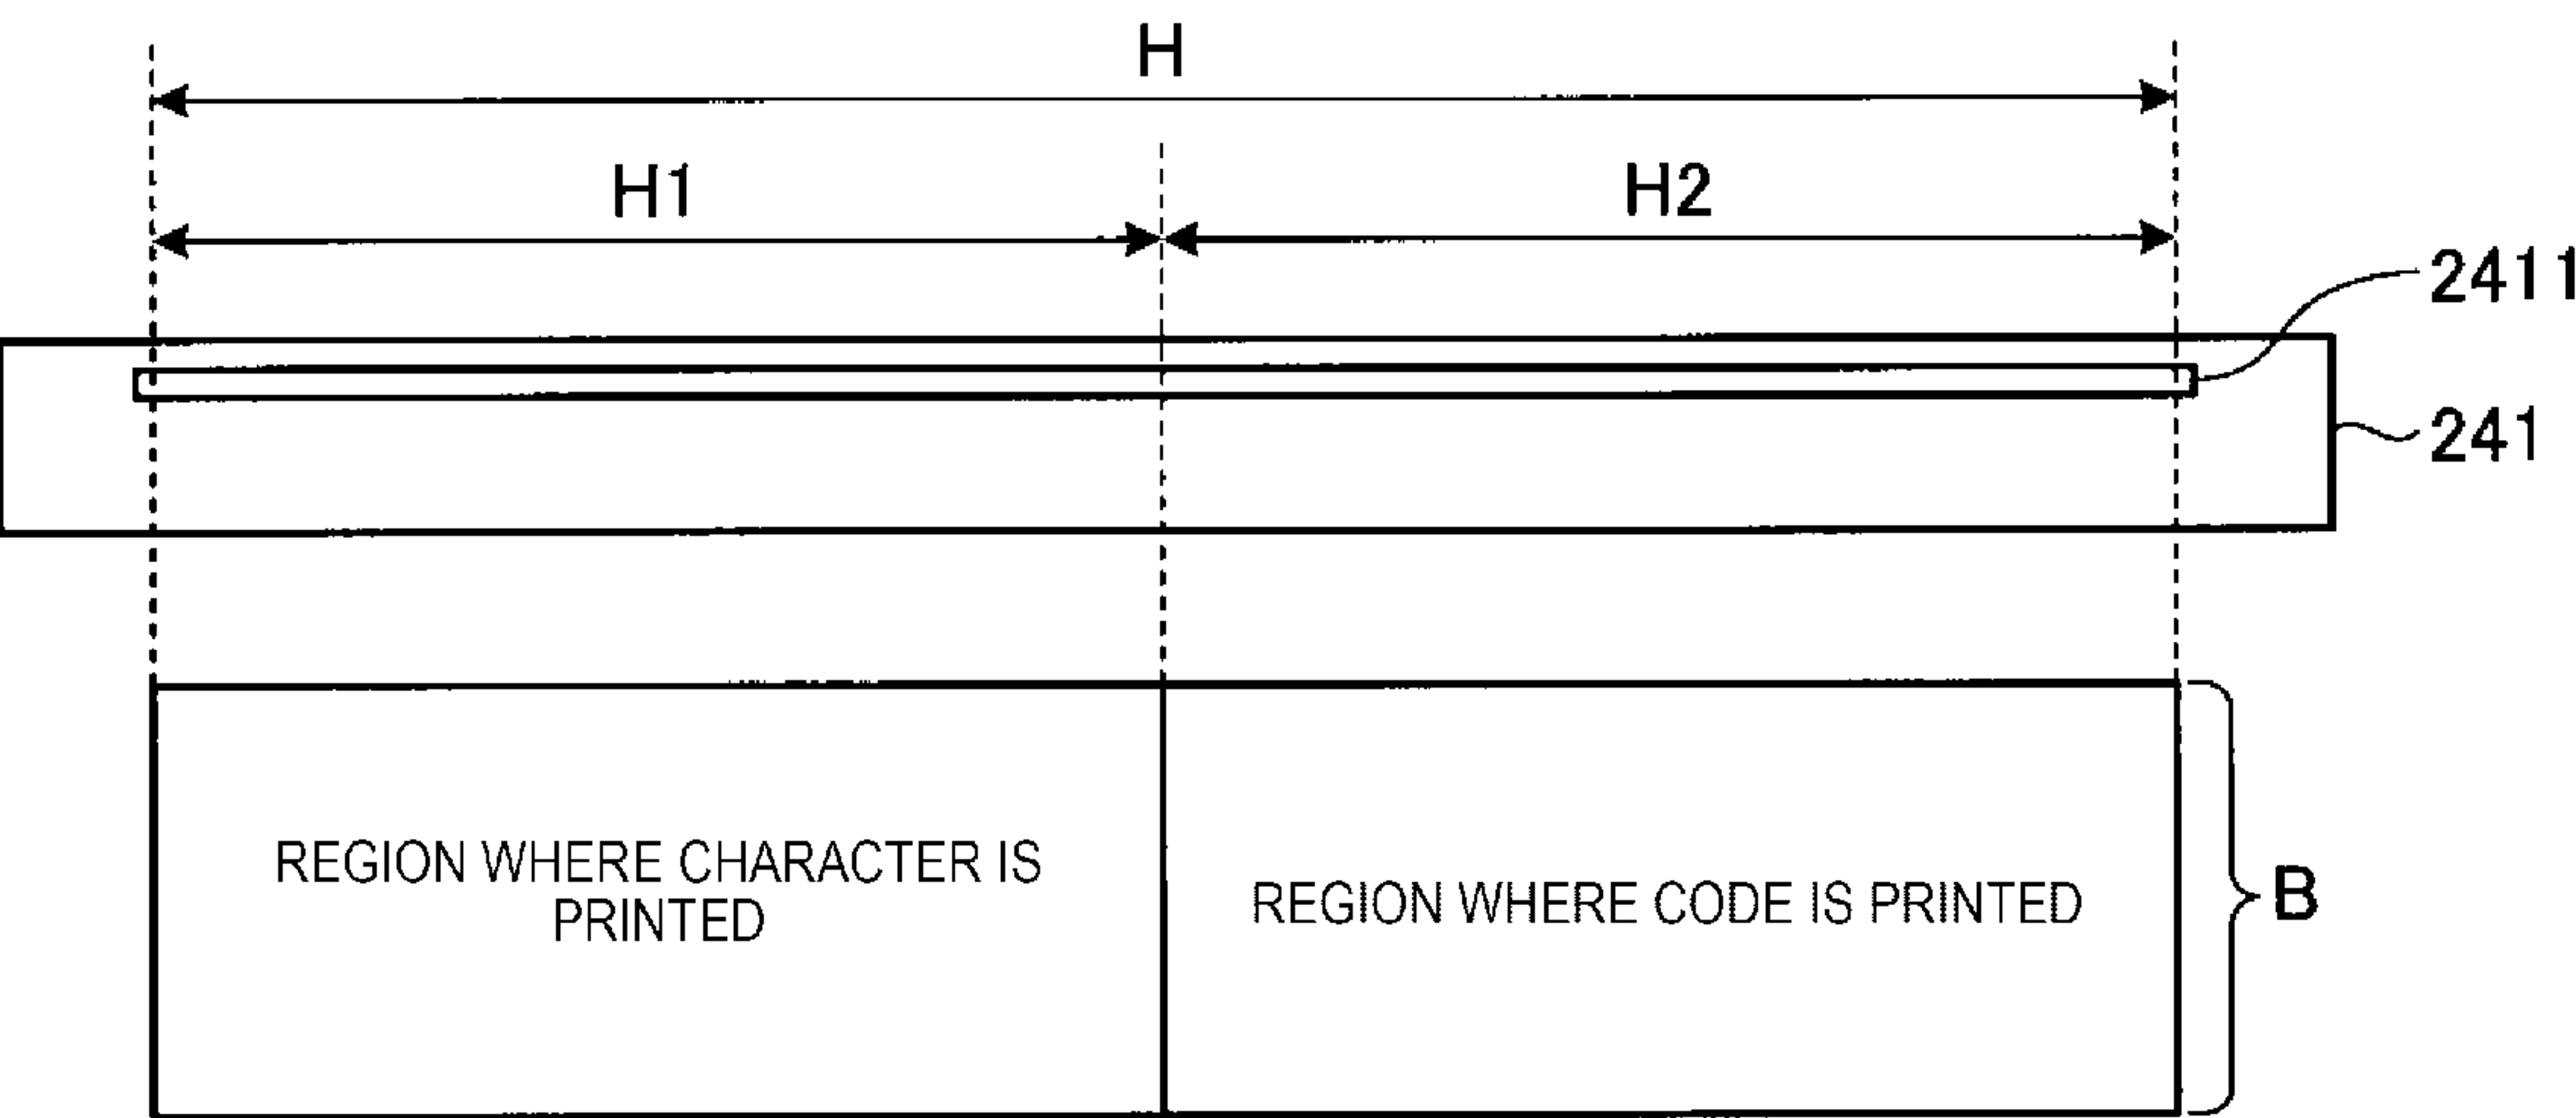 H
H1
H2
2411
241
REGION WHERE CHARACTER IS
PRINTED
REGION WHERE CODE IS PRINTED
B